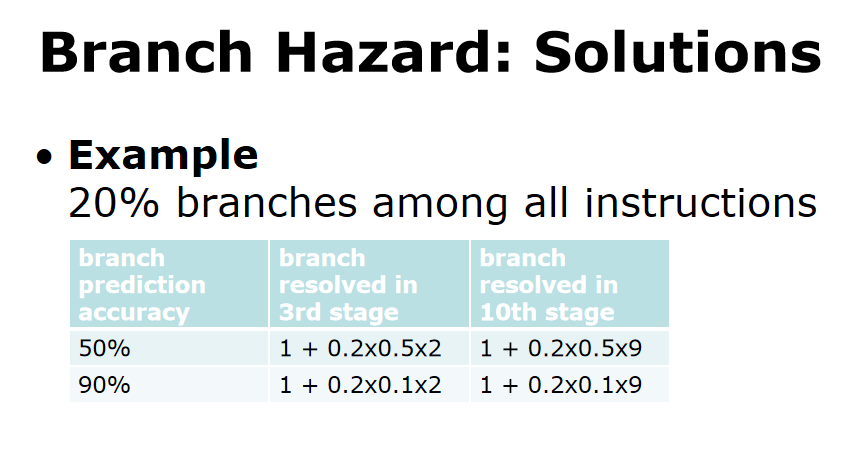 Branch Hazard: Solutions
• Example
20% branches among all instructions
branch prediction accuracy | branch resolved in 3rd stage | branch resolved in 10th stage
50% | 1 + 0.2x0.5x2 | 1 + 0.2x0.5x9
90% | 1 + 0.2x0.1x2 | 1 + 0.2x0.1x9